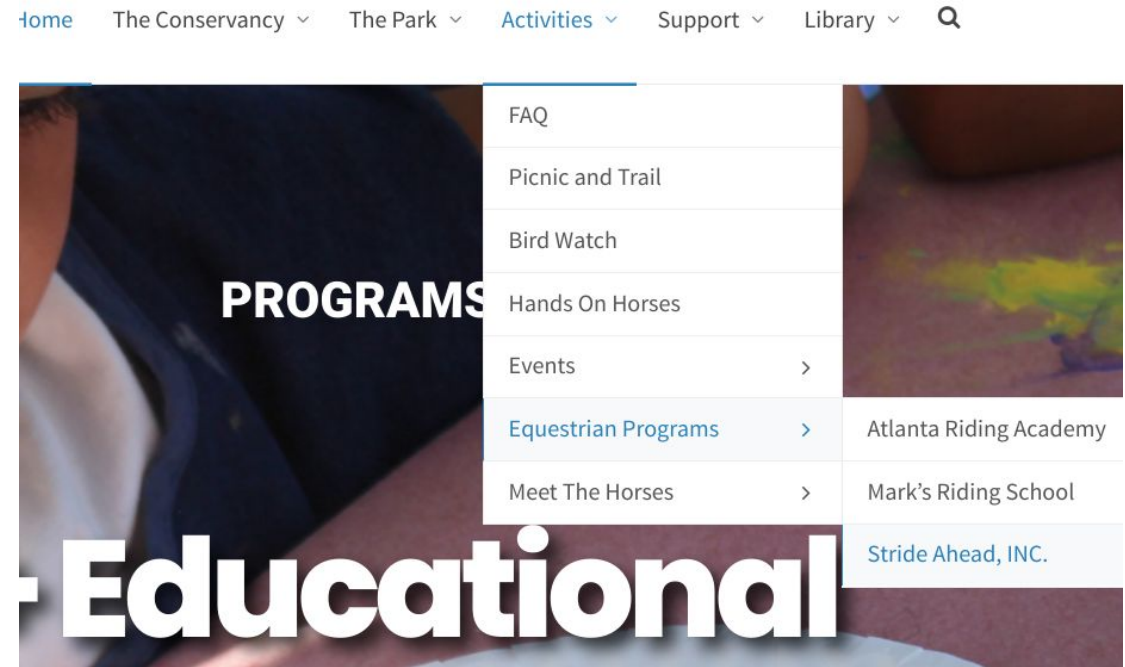 Home The Conservancy The Park Activities Support Library
FAQ
Picnic and Trail
Bird Watch
Hands On Horses
PROGRAMS
Events
Equestrian Programs
Meet The Horses
Atlanta Riding Academy
Mark’s Riding School
Stride Ahead, INC.
Educational